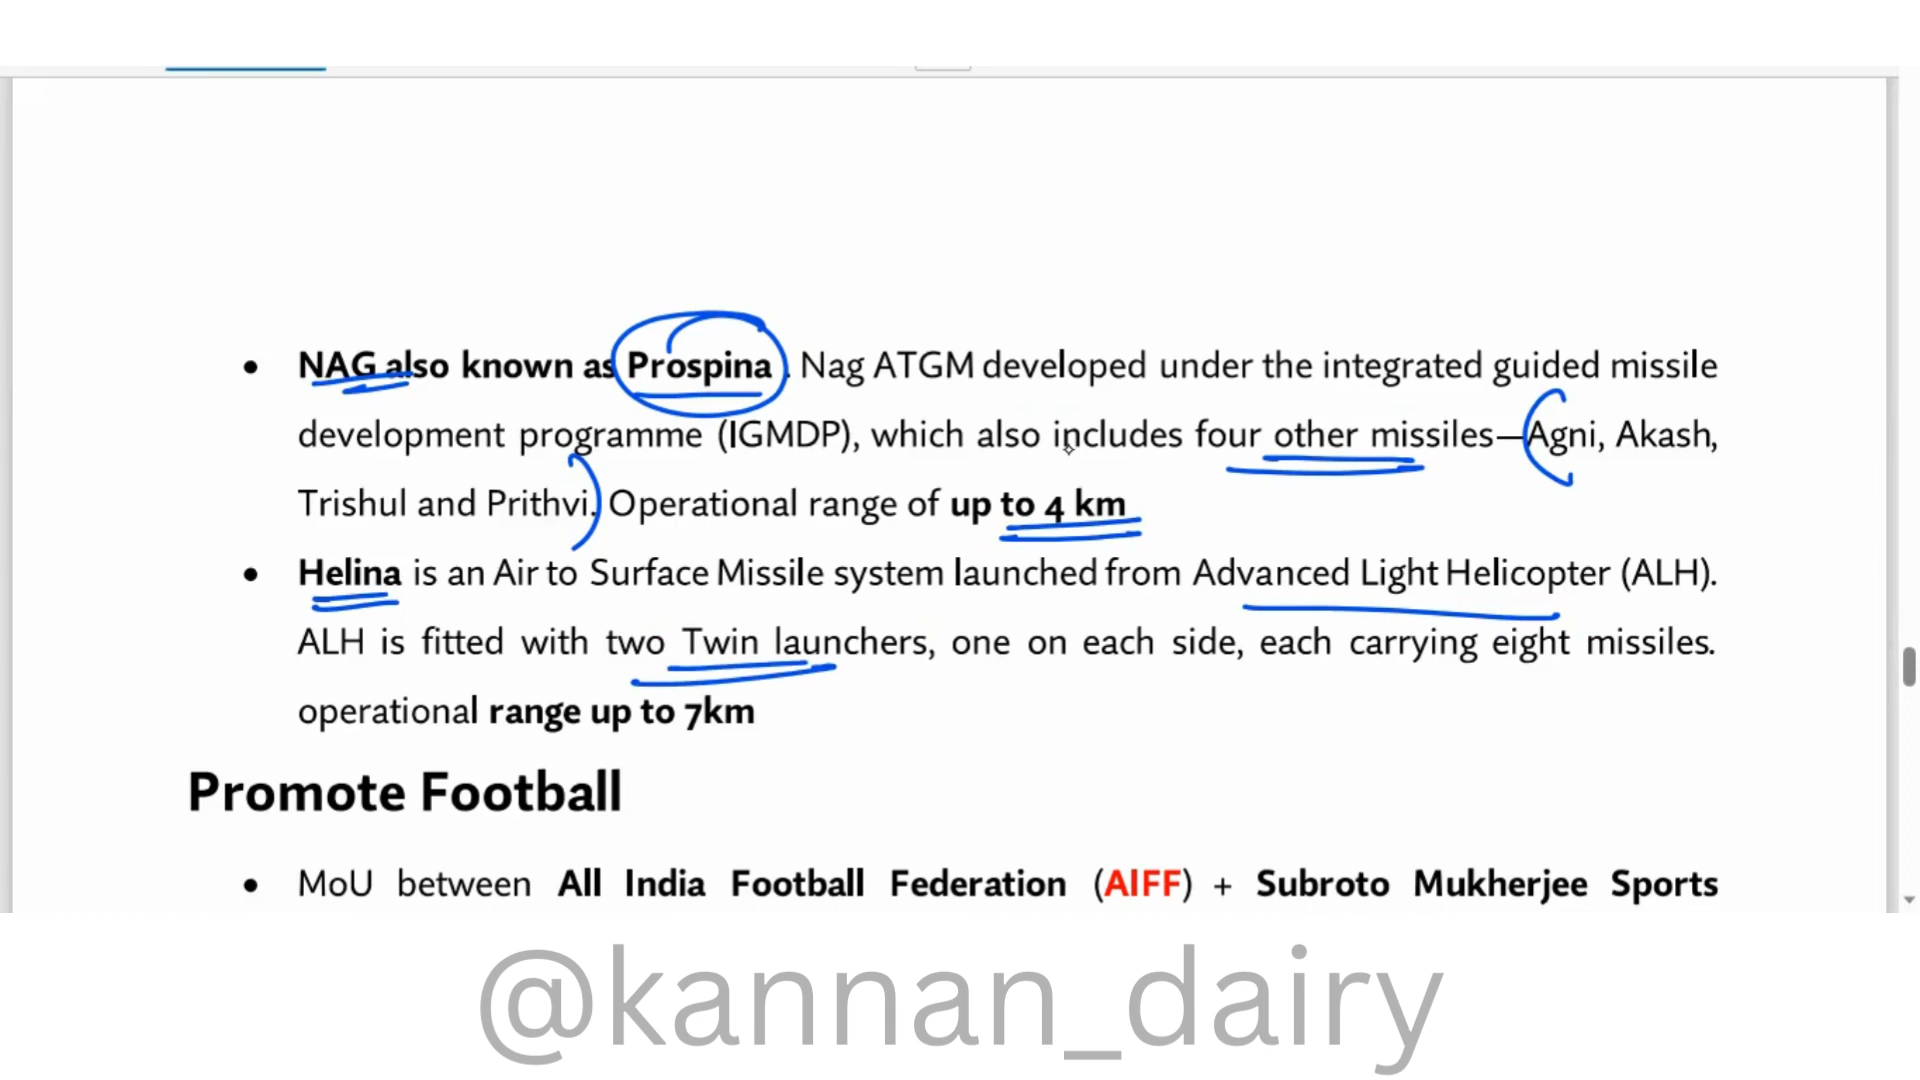 • NAG also known as Prospina. Nag ATGM developed under the integrated guided missile
development programme (IGMDP), which also includes four other missiles—Agni, Akash,
Trishul and Prithvi. Operational range of up to 4 km
• Helina is an Air to Surface Missile system launched from Advanced Light Helicopter (ALH).
ALH is fitted with two Twin launchers, one on each side, each carrying eight missiles.
operational range up to 7km
Promote Football
• MoU between All India Football Federation (AIFF) + Subroto Mukherjee Sports
@kannan_dairy